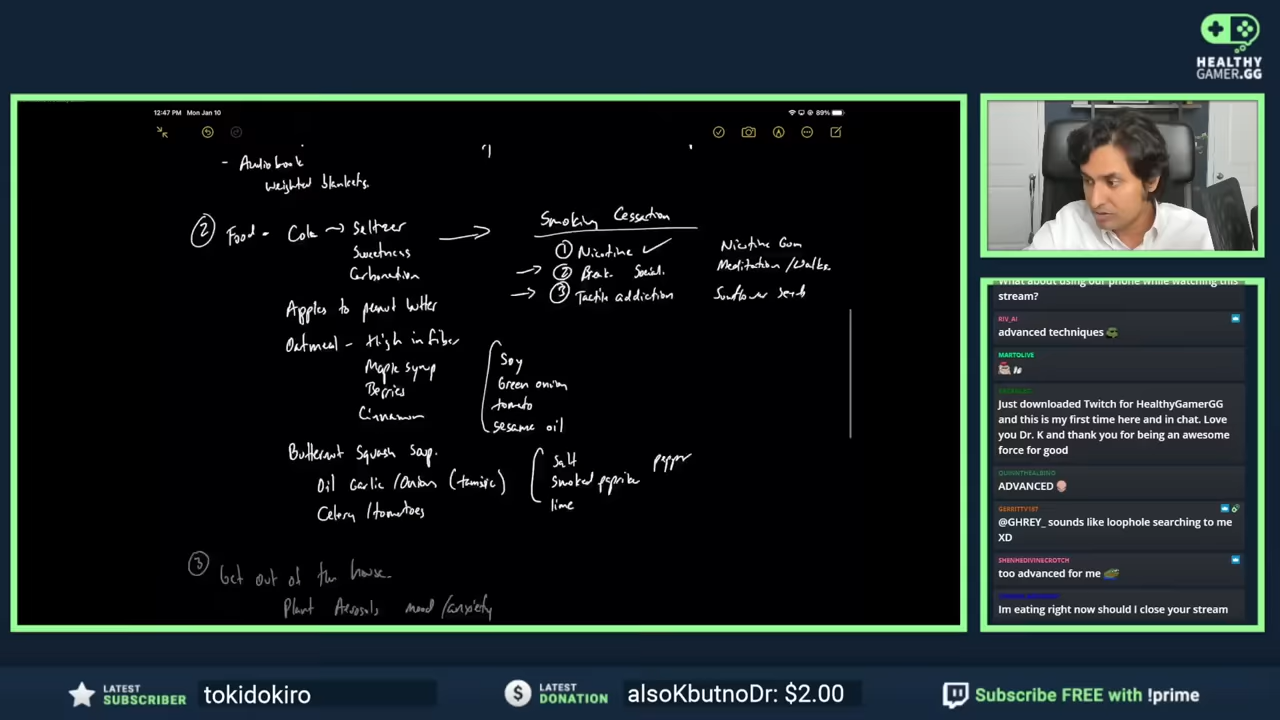 HEALTHY
GAMER.GG
12:47 PM Mon Jan 10
89%
- Audiobook
Weighted blankets.
② Food - Cola → Seltzer
Sweetness
Carbonation
Smoking Cessation
① Nicotine ✓ Nicotine Gum
→ ② Break. Social. Meditation/Walks
→ ③ Tactile addiction Sunflower seeds
Apples to peanut butter
Oatmeal - High in fiber
Maple syrup
Berries
Cinnamon
Soy
Green onion
tomato
sesame oil
Butternut Squash Soup.
Oil Garlic/Onion (turmeric)
Celery/tomatoes
Salt pepper
smoked paprika
lime
③ Get out of the house.
Plant Aerosols mood/anxiety
What about using our phone while watching this
stream?
RIV_AI
advanced techniques
MARTOLIVE
Just downloaded Twitch for HealthyGamerGG
and this is my first time here and in chat. Love
you Dr. K and thank you for being an awesome
force for good
ADVANCED
GERRITTV1ST
@GHREY_ sounds like loophole searching to me
XD
SHENHEDIVINECROTCH
too advanced for me
Im eating right now should I close your stream
LATEST
SUBSCRIBER
tokidokiro
LATEST
DONATION
alsoKbutnoDr: $2.00
Subscribe FREE with !prime